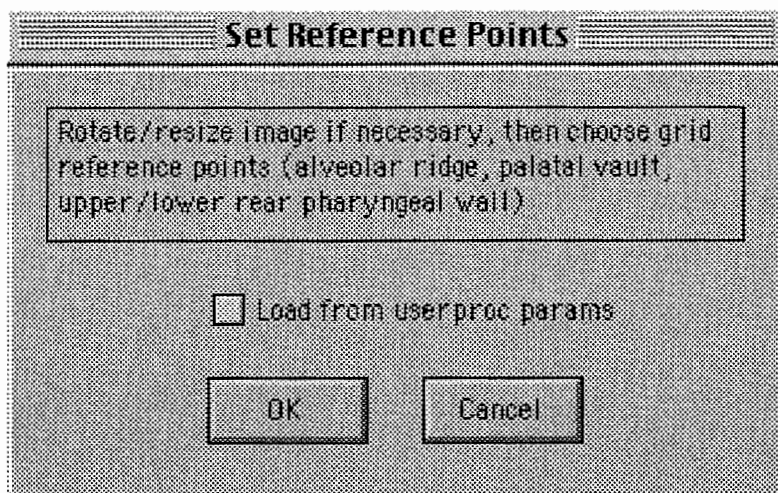 Set Reference Points
Rotate/resize image if necessary, then choose grid
reference points (alveolar ridge, palatal vault,
upper/lower rear pharyngeal wall)
Load from userproc params
OK
Cancel